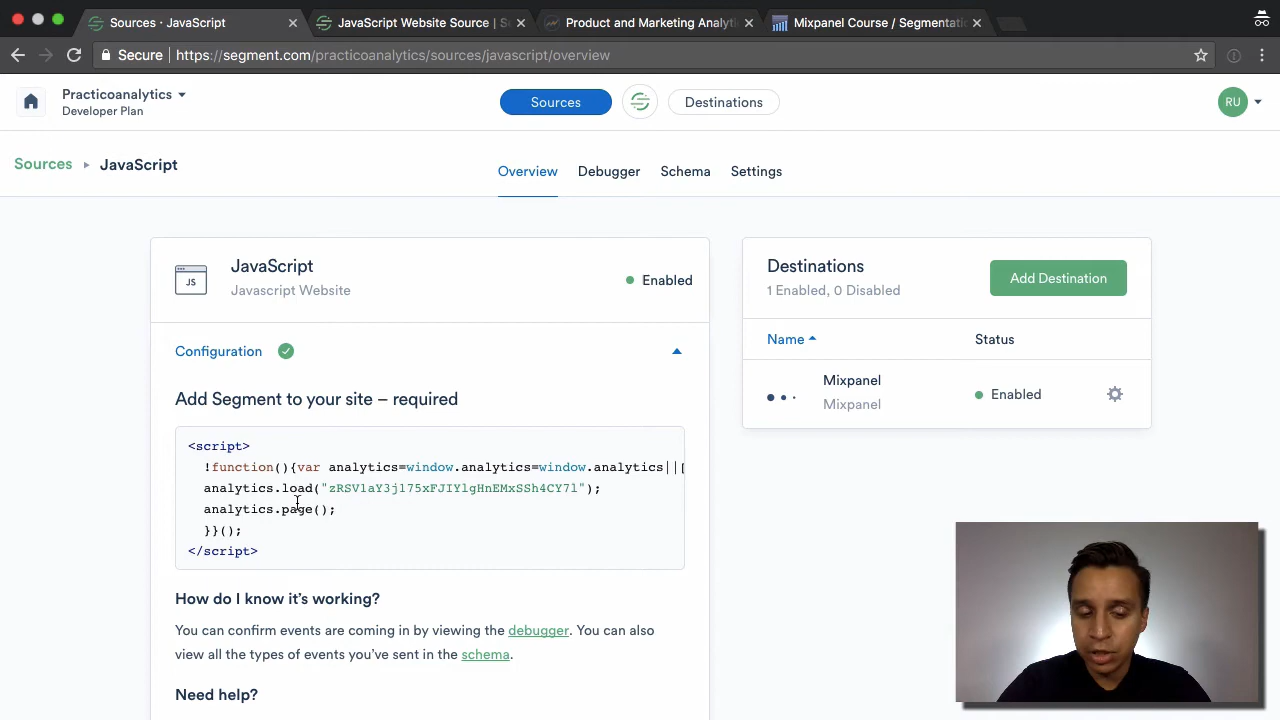 Sources · JavaScript
JavaScript Website Source | S
Product and Marketing Analyti
Mixpanel Course / Segmentati
Secure
https://segment.com/practicoanalytics/sources/javascript/overview
Practicoanalytics
Developer Plan
Sources
Destinations
RU
Sources
JavaScript
Overview
Debugger
Schema
Settings
JS
JavaScript
Javascript Website
Enabled
Configuration
Add Segment to your site – required
<script>
!function(){var analytics=window.analytics=window.analytics||[
analytics.load("zRSV1aY3j175xFJIYlgHnEMxSSh4CY7l");
analytics.page();
}}();
</script>
How do I know it's working?
You can confirm events are coming in by viewing the debugger. You can also
view all the types of events you've sent in the schema.
Need help?
Destinations
1 Enabled, 0 Disabled
Add Destination
Name
Status
Mixpanel
Mixpanel
Enabled